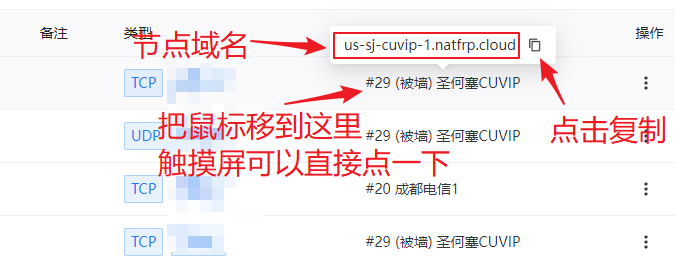 备注
类型
节点域名
us-sj-cuvip-1.natfrp.cloud
操作
TCP
#29 (被墙) 圣何塞CUVIP
把鼠标移到这里
点击复制
UDP
#29 (被墙) 圣何塞CUVIP
触摸屏可以直接点一下
TCP
#20 成都电信1
TCP
#29 (被墙) 圣何塞CUVIP